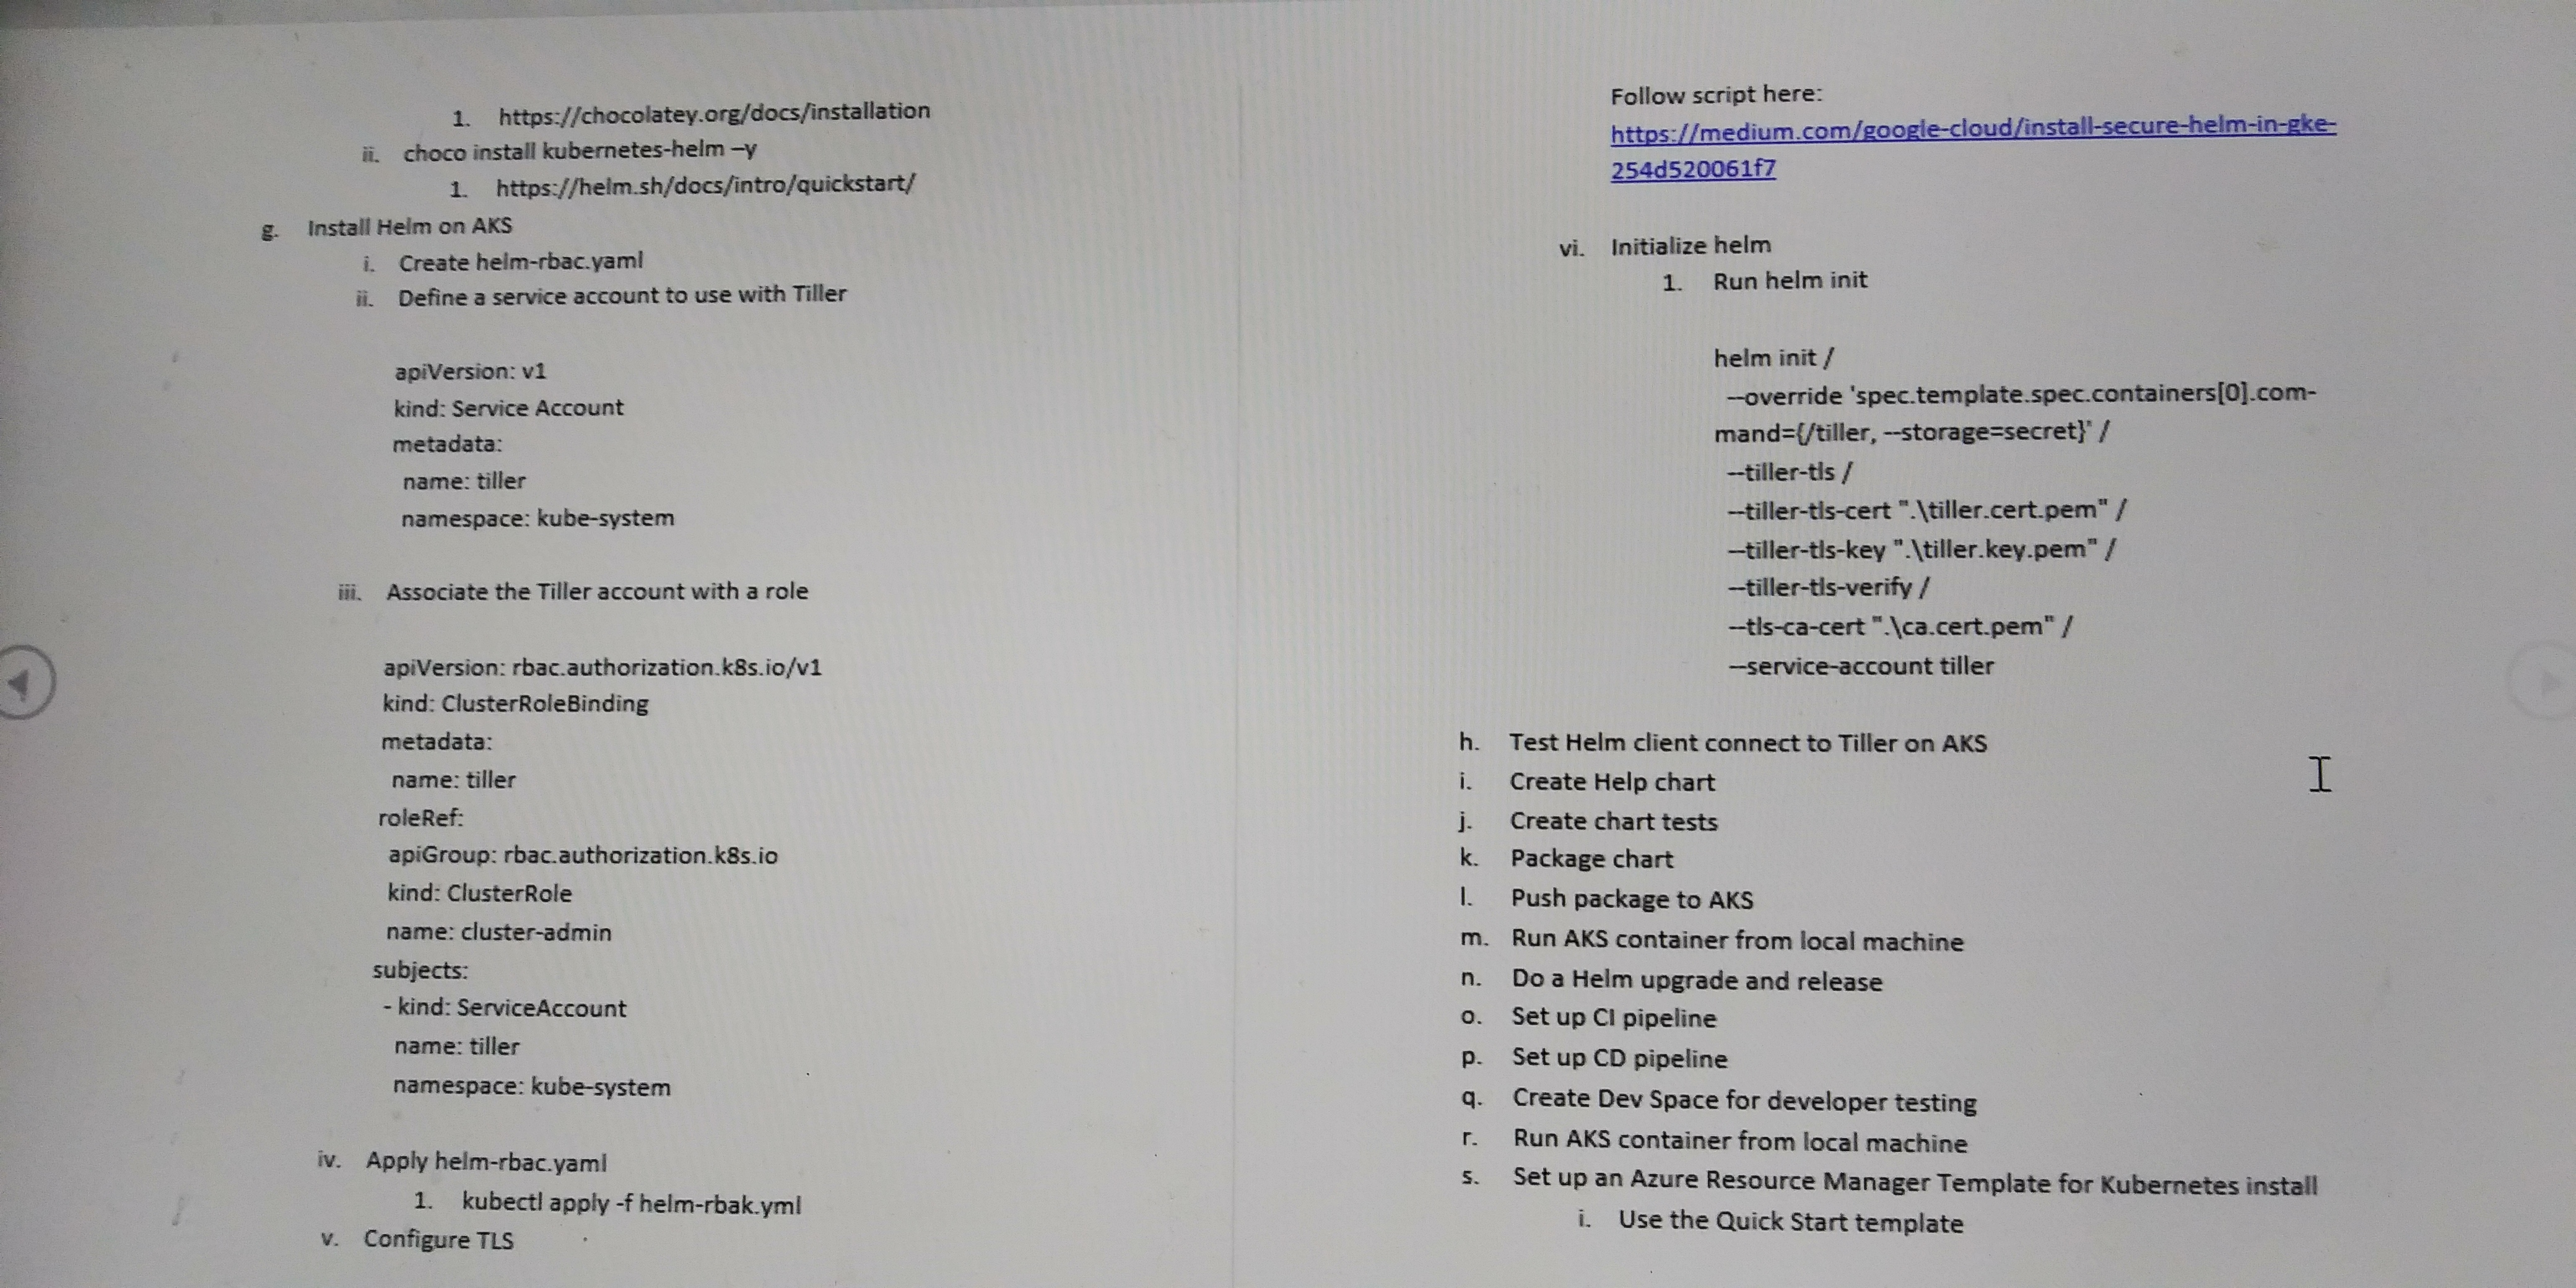 1. https://chocolatey.org/docs/installation
ii. choco install kubernetes-helm –y
1. https://helm.sh/docs/intro/quickstart/
g. Install Helm on AKS
i. Create helm-rbac.yaml
ii. Define a service account to use with Tiller
apiVersion: v1
kind: Service Account
metadata:
name: tiller
namespace: kube-system
iii. Associate the Tiller account with a role
apiVersion: rbac.authorization.k8s.io/v1
kind: ClusterRoleBinding
metadata:
name: tiller
roleRef:
apiGroup: rbac.authorization.k8s.io
kind: ClusterRole
name: cluster-admin
subjects:
- kind: ServiceAccount
name: tiller
namespace: kube-system
iv. Apply helm-rbac.yaml
1. kubectl apply -f helm-rbak.yml
v. Configure TLS
Follow script here:
https://medium.com/google-cloud/install-secure-helm-in-gke-
254d520061f7
vi. Initialize helm
1. Run helm init
helm init /
--override 'spec.template.spec.containers[0].com-
mand={/tiller, --storage=secret}' /
--tiller-tls /
--tiller-tls-cert ".\tiller.cert.pem" /
--tiller-tls-key ".\tiller.key.pem" /
--tiller-tls-verify /
--tls-ca-cert ".\ca.cert.pem" /
--service-account tiller
h. Test Helm client connect to Tiller on AKS
i. Create Help chart
j. Create chart tests
k. Package chart
l. Push package to AKS
m. Run AKS container from local machine
n. Do a Helm upgrade and release
o. Set up CI pipeline
p. Set up CD pipeline
q. Create Dev Space for developer testing
r. Run AKS container from local machine
s. Set up an Azure Resource Manager Template for Kubernetes install
i. Use the Quick Start template